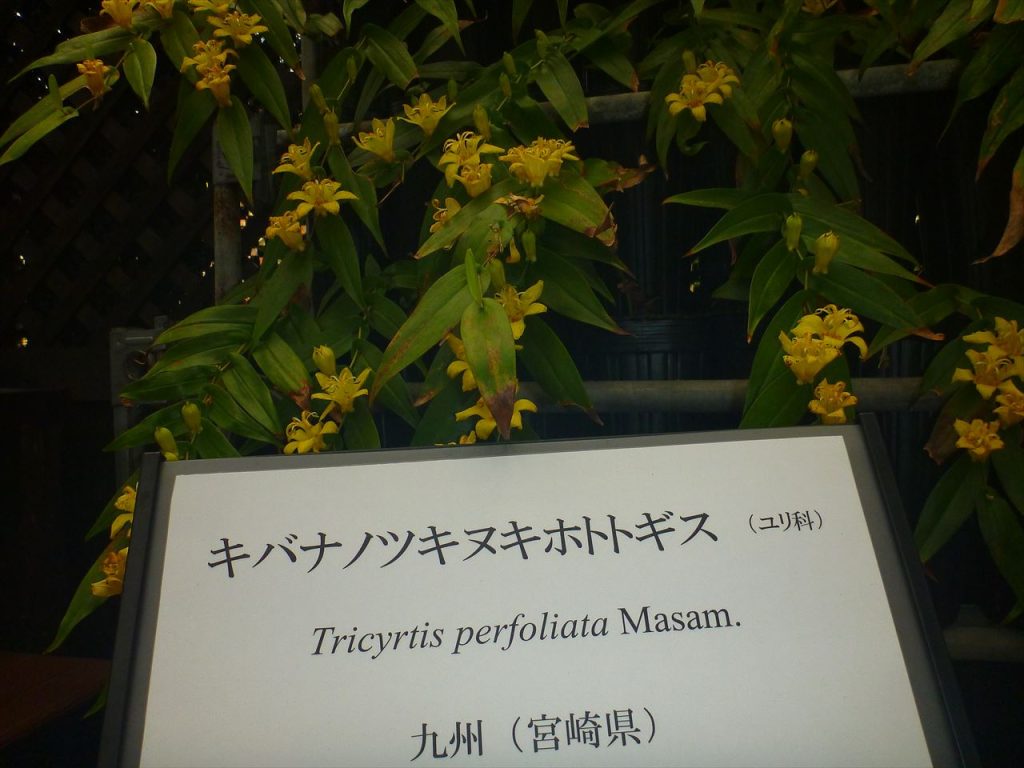 キバナノツキヌキホトトギス （ユリ科）
Tricyrtis perfoliata Masam.
九州（宮崎県）